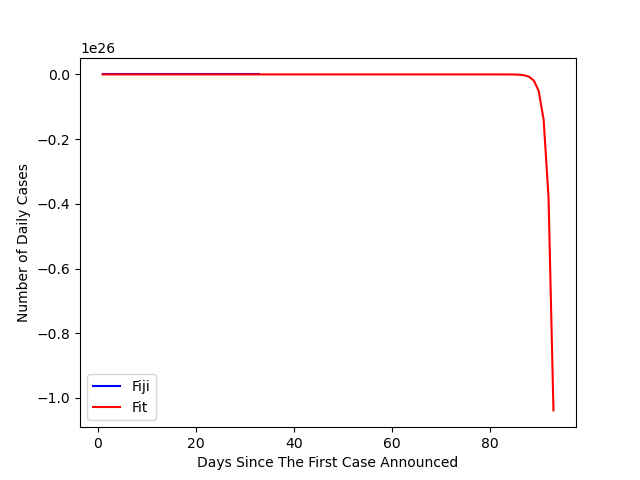 1e26
0.0
−0.2
−0.4
−0.6
−0.8
−1.0
Number of Daily Cases
Fiji
Fit
0 20 40 60 80
Days Since The First Case Announced